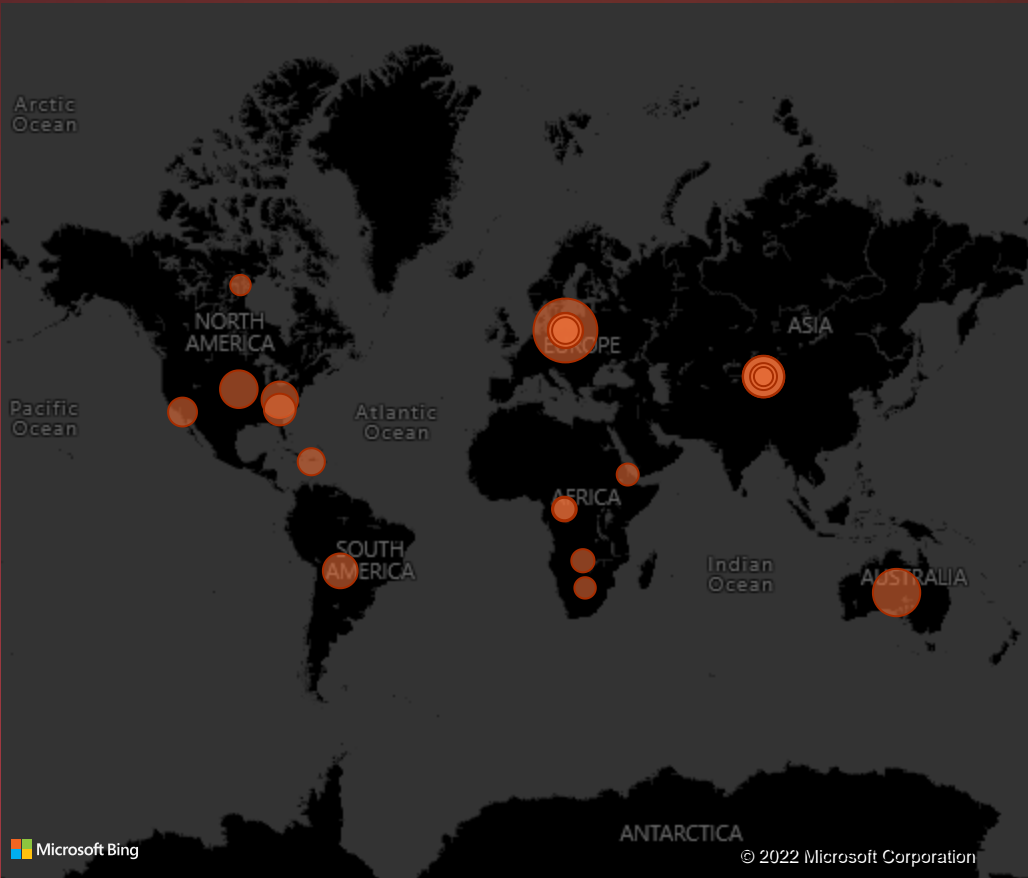 Arctic
Ocean
NORTH
AMERICA
ASIA
EUROPE
Pacific
Ocean
Atlantic
Ocean
AFRICA
SOUTH
AMERICA
Indian
Ocean
AUSTRALIA
ANTARCTICA
Microsoft Bing
© 2022 Microsoft Corporation